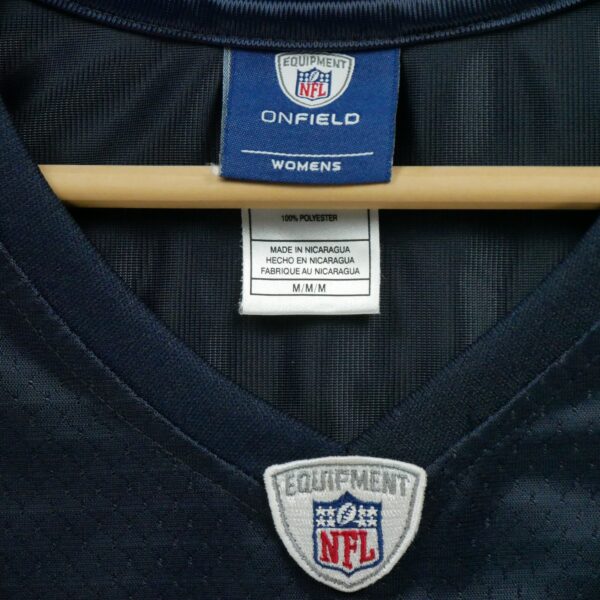 EQUIPMENT
NFL
ONFIELD
WOMENS
100% POLYESTER
MADE IN NICARAGUA
HECHO EN NICARAGUA
FABRIQUE AU NICARAGUA
M/M/M
EQUIPMENT
NFL